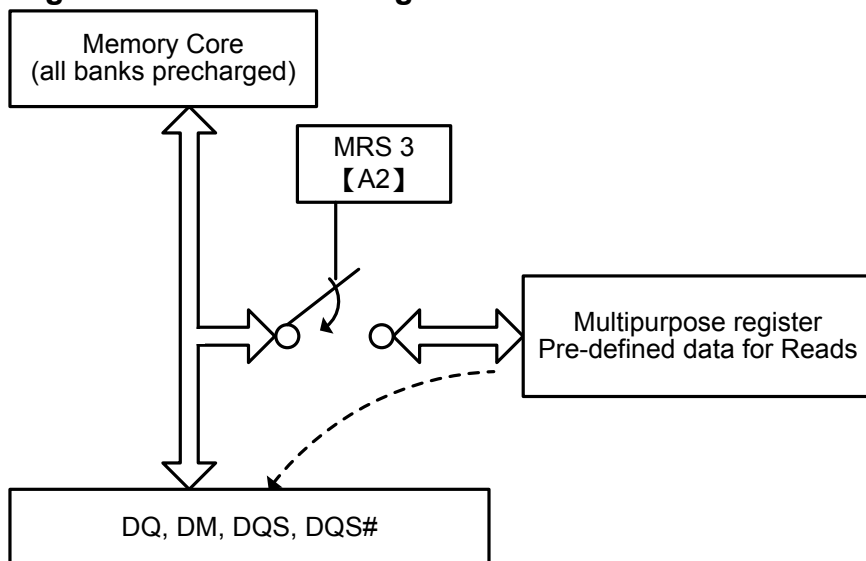 Memory Core
(all banks precharged)
MRS 3
【A2】
Multipurpose register
Pre-defined data for Reads
DQ, DM, DQS, DQS#